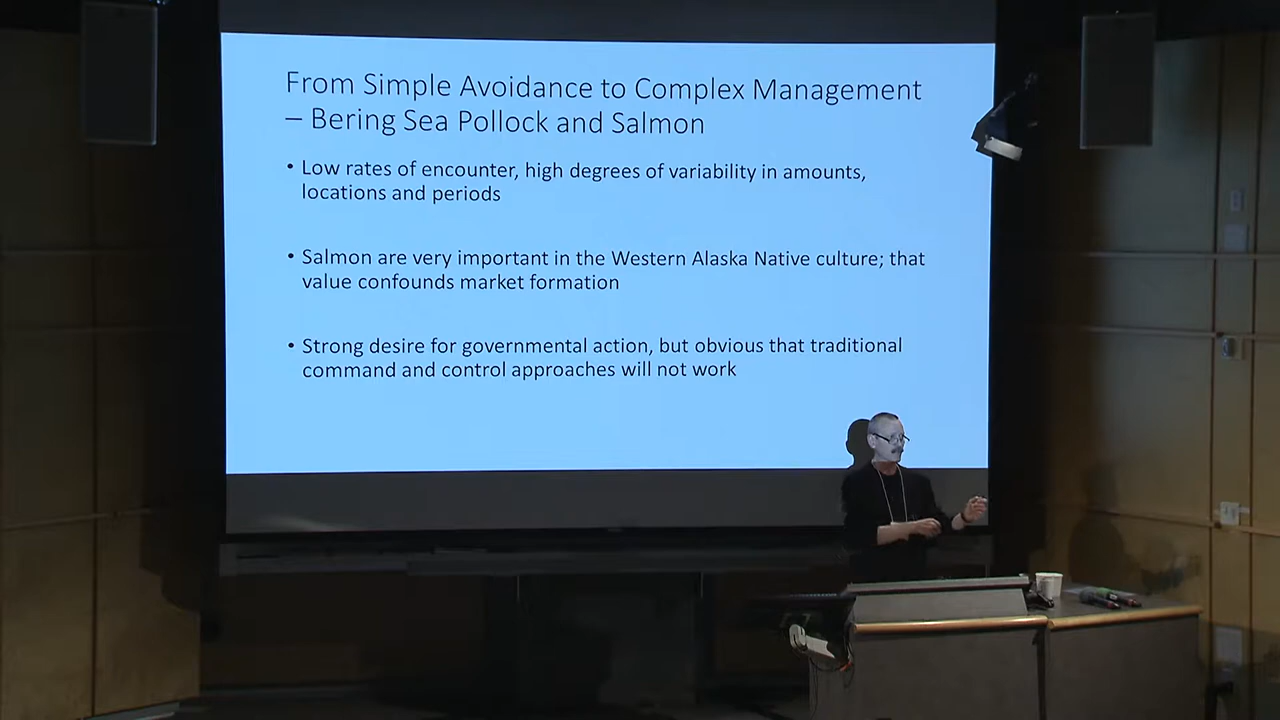 From Simple Avoidance to Complex Management
– Bering Sea Pollock and Salmon
• Low rates of encounter, high degrees of variability in amounts,
locations and periods
• Salmon are very important in the Western Alaska Native culture; that
value confounds market formation
• Strong desire for governmental action, but obvious that traditional
command and control approaches will not work